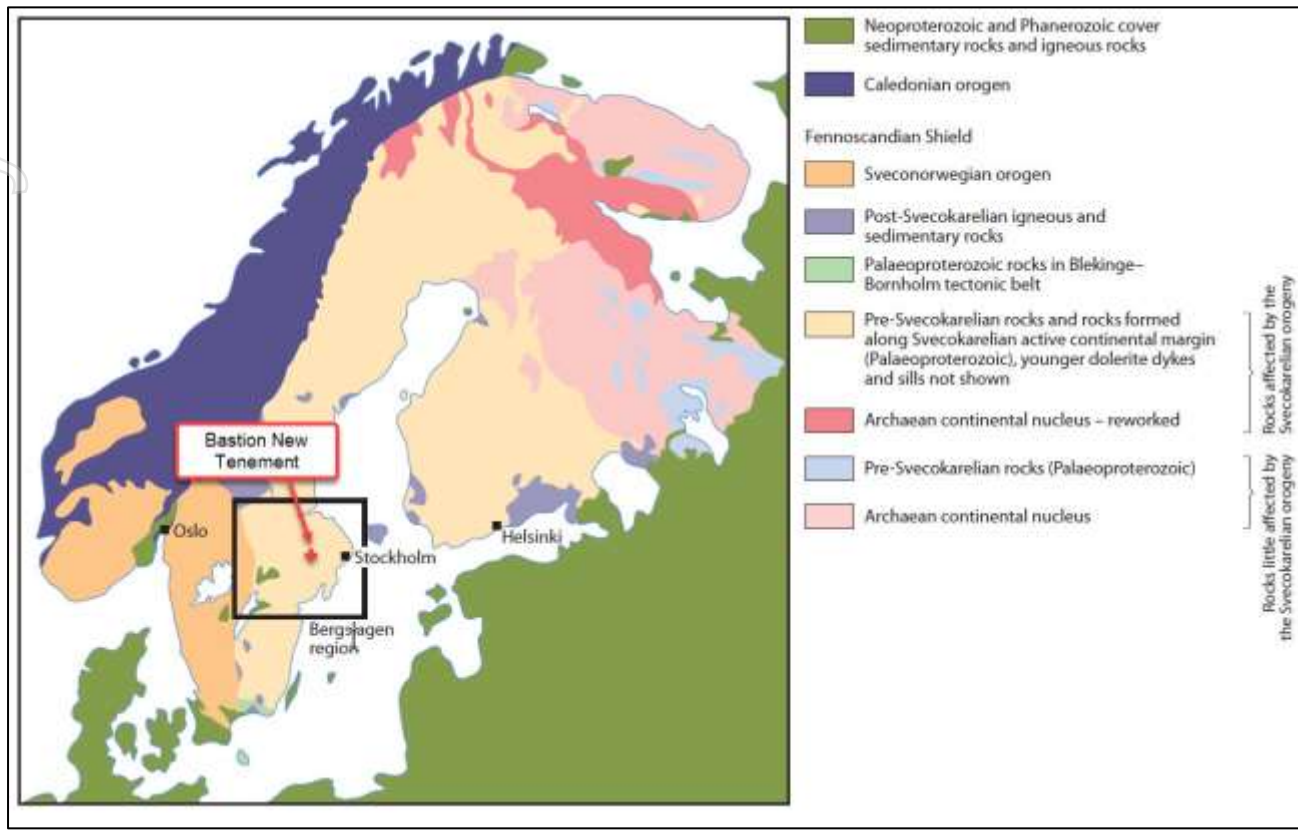 Bastion New
Tenement
Oslo
Stockholm
Helsinki
Bergslagen
region
Neoproterozoic and Phanerozoic cover
sedimentary rocks and igneous rocks
Caledonian orogen
Fennoscandian Shield
Sveconorwegian orogen
Post-Svecokarelian igneous and
sedimentary rocks
Palaeoproterozoic rocks in Blekinge–
Bornholm tectonic belt
Pre-Svecokarelian rocks and rocks formed
along Svecokarelian active continental margin
(Palaeoproterozoic), younger dolerite dykes
and sills not shown
Archaean continental nucleus – reworked
Rocks affected by the
Svecokarelian orogeny
Pre-Svecokarelian rocks (Palaeoproterozoic)
Archaean continental nucleus
Rocks little affected by
the Svecokarelian orogeny